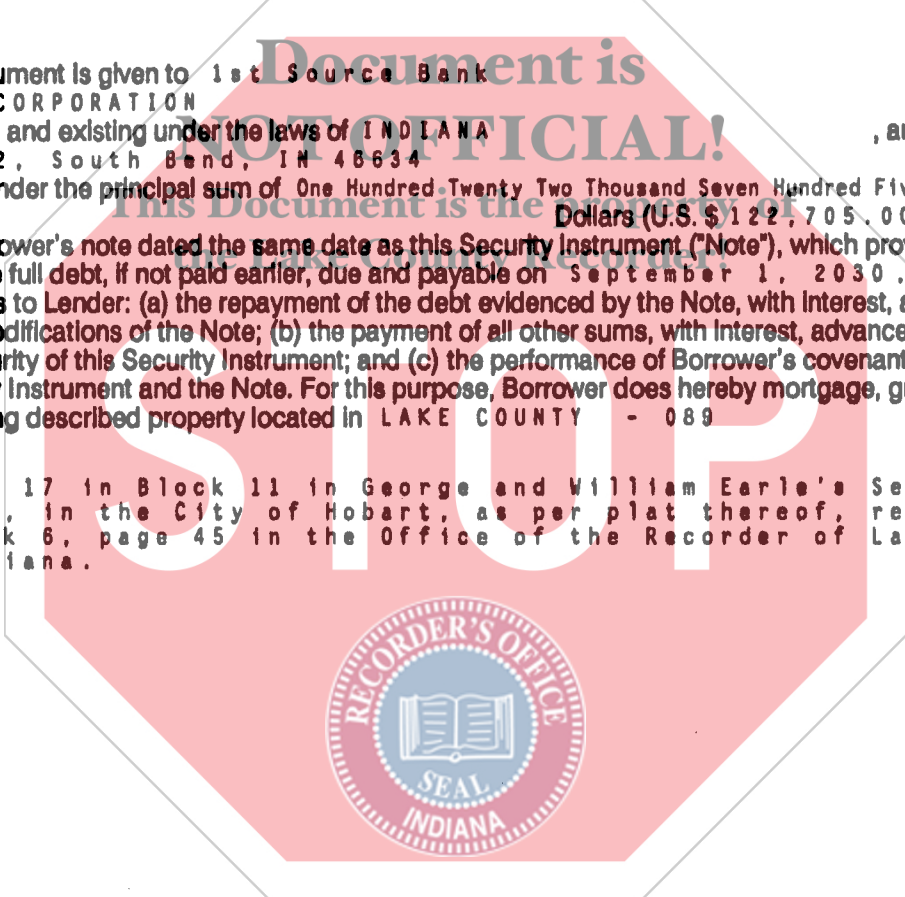 Document is
ument is given to 1st Source Bank
CORPORATION
and existing under the laws of INDIANA , a
NOT OFFICIAL!
2, South Bend, IN 46634
nder the principal sum of One Hundred Twenty Two Thousand Seven Hundred Fiv
This Document is the property of
Dollars (U.S. $ 122,705.00
ower's note dated the same date as this Security Instrument ("Note"), which prov
the Lake County Recorder!
full debt, if not paid earlier, due and payable on September 1, 2030.
s to Lender: (a) the repayment of the debt evidenced by the Note, with interest, a
difications of the Note; (b) the payment of all other sums, with interest, advance
rity of this Security Instrument; and (c) the performance of Borrower's covenant
Instrument and the Note. For this purpose, Borrower does hereby mortgage, g
g described property located in LAKE COUNTY - 089
STOP
17 in Block 11 in George and William Earle's Se
, in the City of Hobart, as per plat thereof, re
k 6, page 45 in the Office of the Recorder of La
iana.
RECORDER'S OFFICE
SEAL
INDIANA